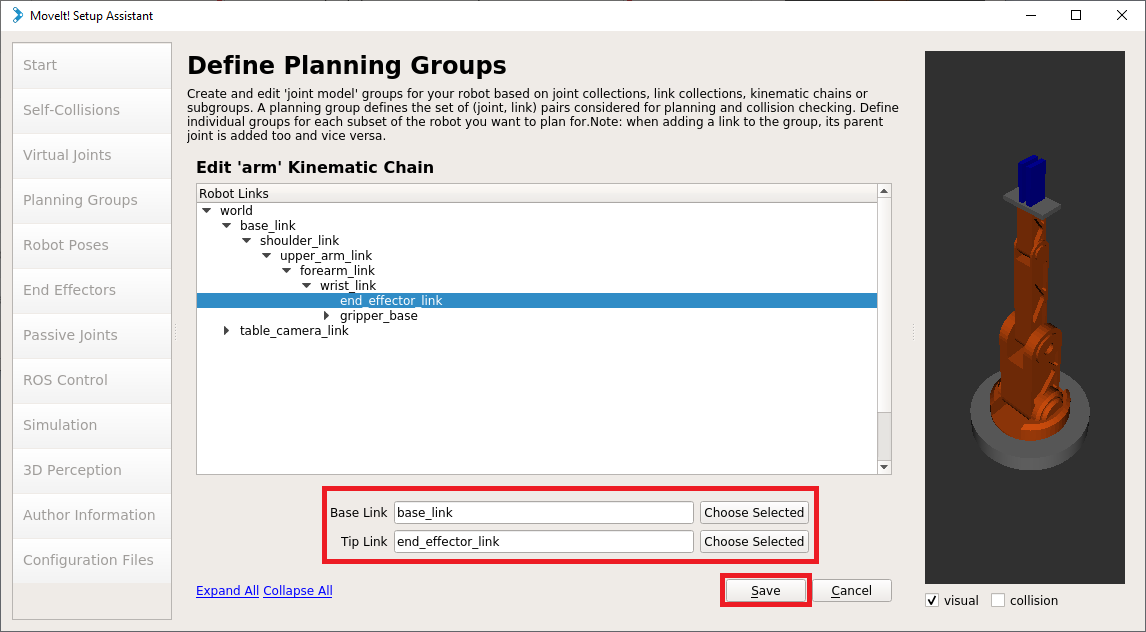 MoveIt! Setup Assistant
Start
Self-Collisions
Virtual Joints
Planning Groups
Robot Poses
End Effectors
Passive Joints
ROS Control
Simulation
3D Perception
Author Information
Configuration Files
Define Planning Groups
Create and edit 'joint model' groups for your robot based on joint collections, link collections, kinematic chains or
subgroups. A planning group defines the set of (joint, link) pairs considered for planning and collision checking. Define
individual groups for each subset of the robot you want to plan for.Note: when adding a link to the group, its parent
joint is added too and vice versa.
Edit 'arm' Kinematic Chain
Robot Links
world
base_link
shoulder_link
upper_arm_link
forearm_link
wrist_link
end_effector_link
gripper_base
table_camera_link
Base Link base_link Choose Selected
Tip Link end_effector_link Choose Selected
Expand All Collapse All Save Cancel
visual collision